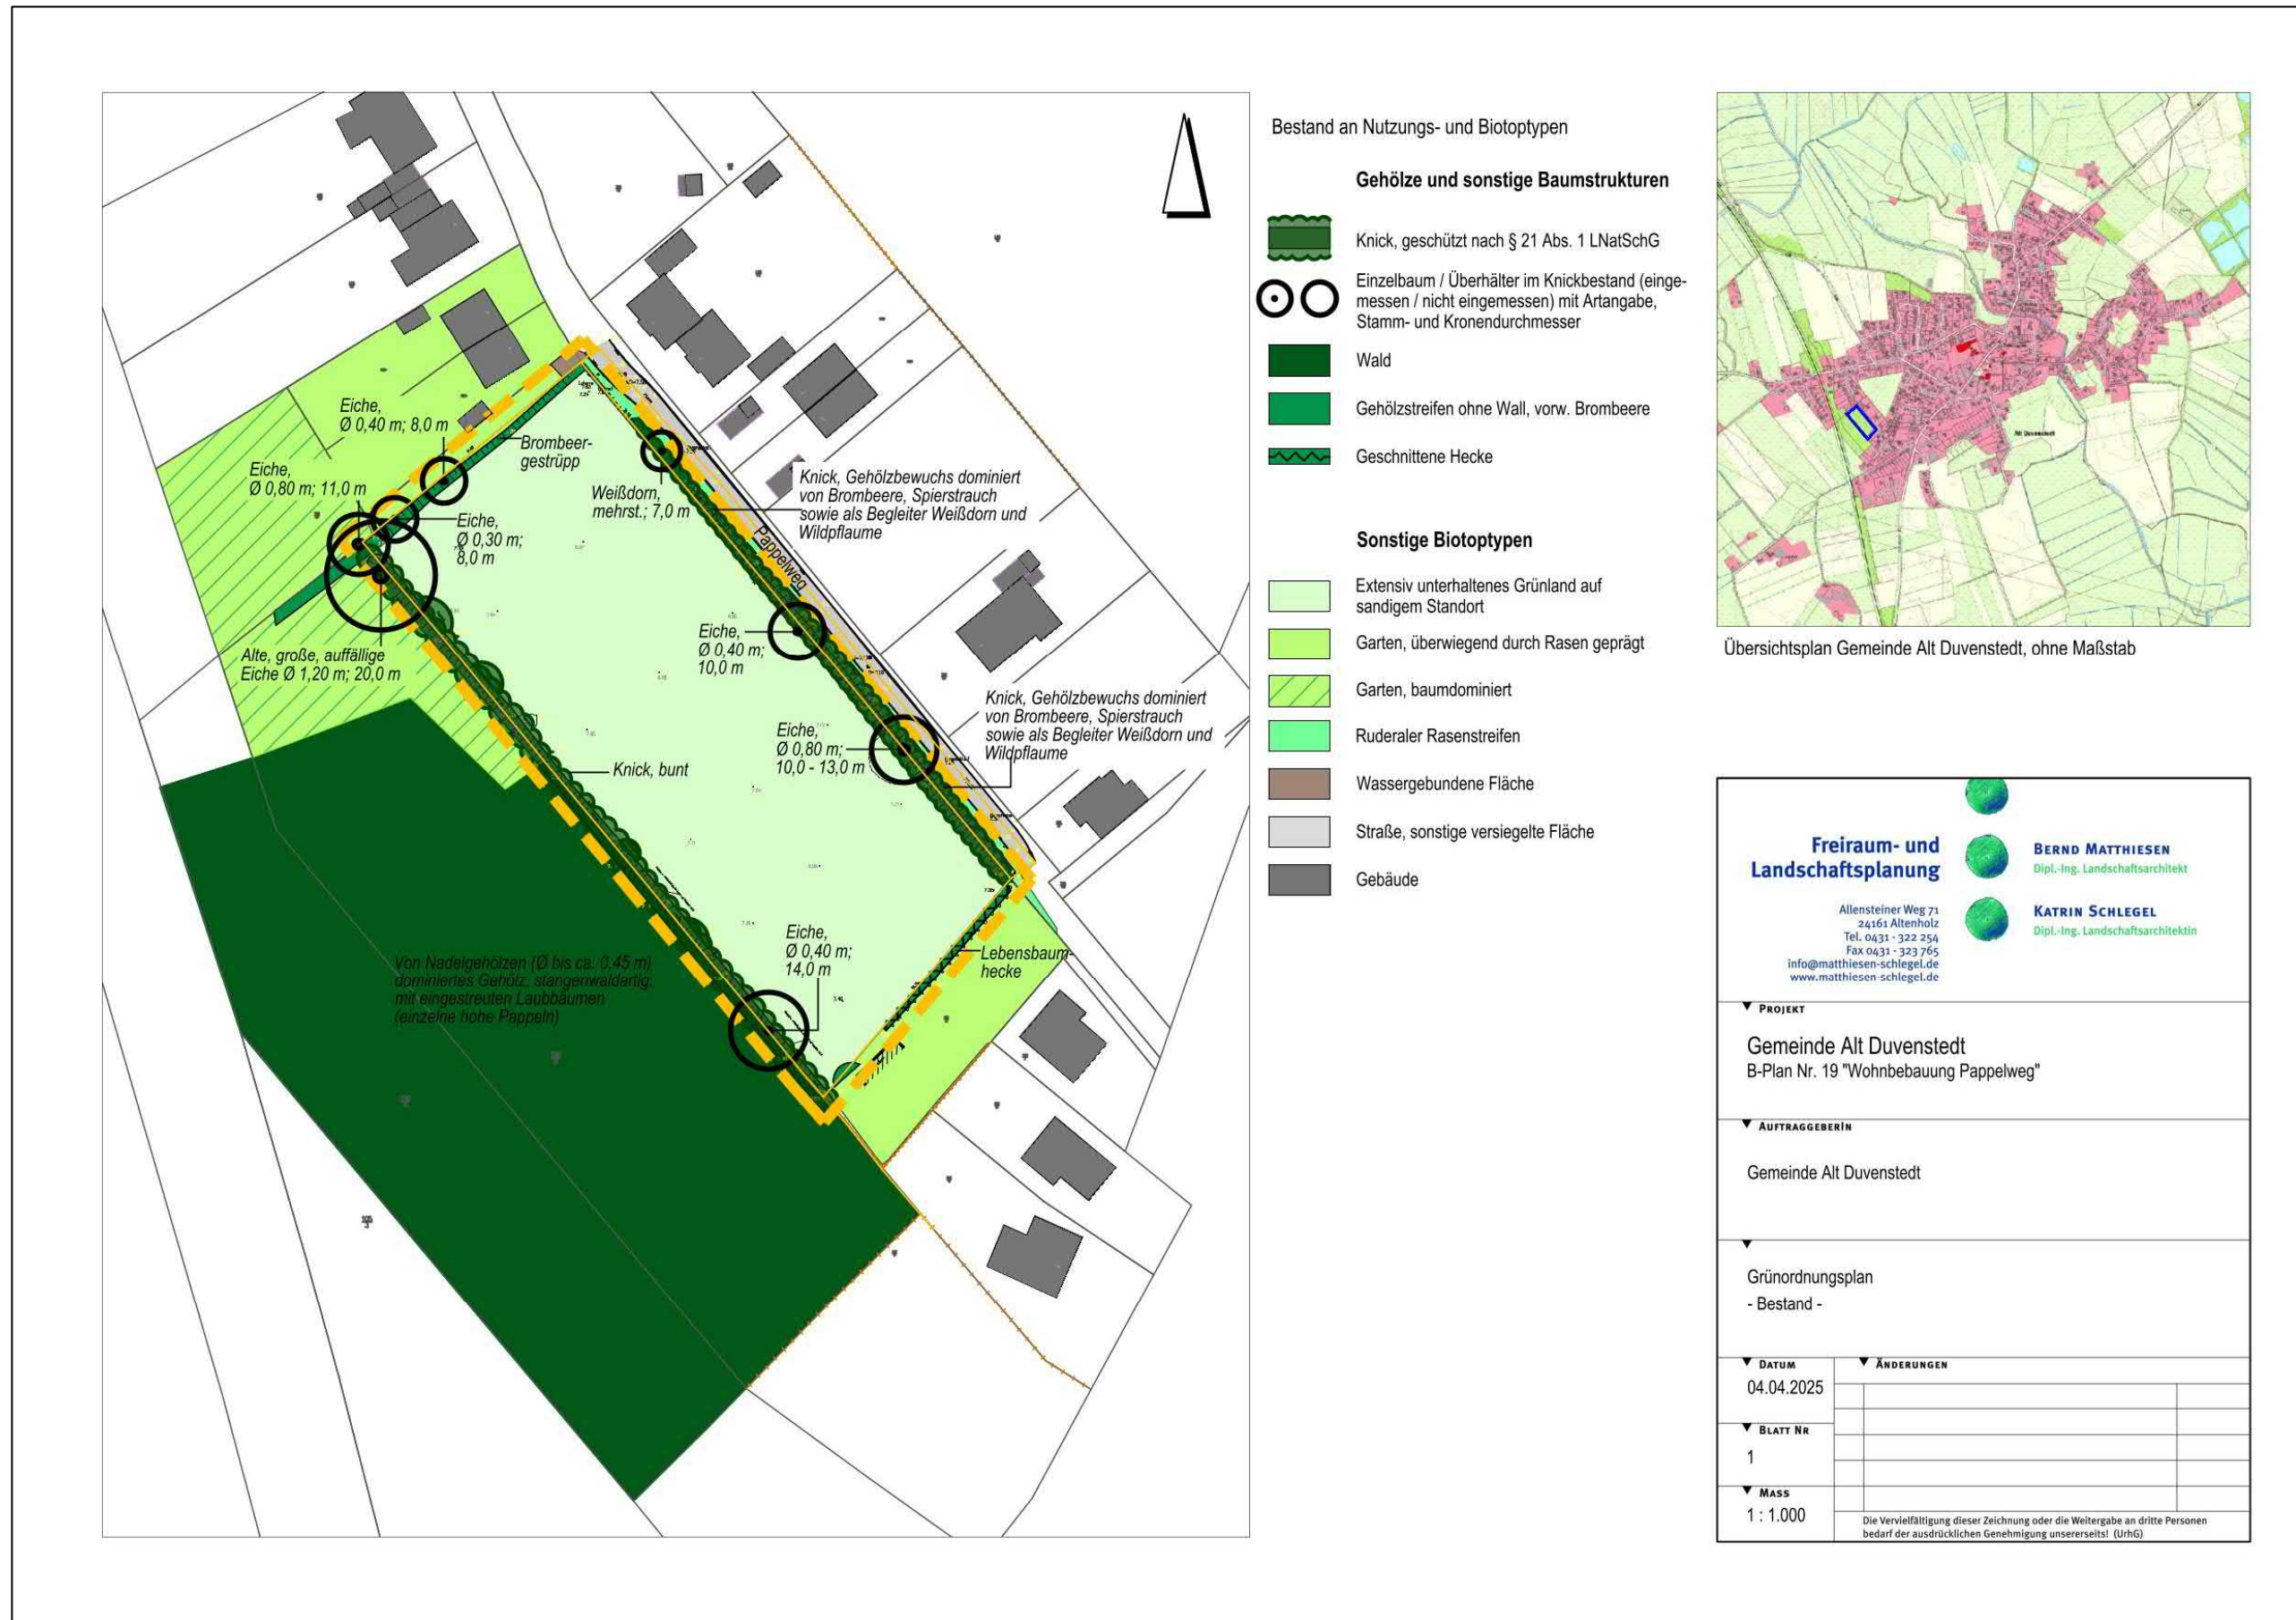 Eiche,
Ø 0,40 m; 8,0 m
Brombeer-
gestrüpp
Eiche,
Ø 0,80 m; 11,0 m
Weißdorn,
mehrst.; 7,0 m
Knick, Gehölzbewuchs dominiert
von Brombeere, Spierstrauch
sowie als Begleiter Weißdorn und
Wildpflaume
Eiche,
Ø 0,30 m;
8,0 m
Pappelweg
Alte, große, auffällige
Eiche Ø 1,20 m; 20,0 m
Eiche,
Ø 0,40 m;
10,0 m
Knick, Gehölzbewuchs dominiert
von Brombeere, Spierstrauch
sowie als Begleiter Weißdorn und
Wildpflaume
Eiche,
Ø 0,80 m;
10,0 - 13,0 m
Knick, bunt
Eiche,
Ø 0,40 m;
14,0 m
Lebensbaum-
hecke
Von Nadelgehölzen (Ø bis ca. 0,45 m)
dominiertes Gehölz, stangenwaldartig,
mit eingestreuten Laubbäumen
(einzelne hohe Pappeln)
Bestand an Nutzungs- und Biotoptypen
Gehölze und sonstige Baumstrukturen
Knick, geschützt nach § 21 Abs. 1 LNatSchG
Einzelbaum / Überhälter im Knickbestand (einge-
messen / nicht eingemessen) mit Artangabe,
Stamm- und Kronendurchmesser
Wald
Gehölzstreifen ohne Wall, vorw. Brombeere
Geschnittene Hecke
Sonstige Biotoptypen
Extensiv unterhaltenes Grünland auf
sandigem Standort
Garten, überwiegend durch Rasen geprägt
Garten, baumdominiert
Ruderaler Rasenstreifen
Wassergebundene Fläche
Straße, sonstige versiegelte Fläche
Gebäude
Alt Duvenstedt
Übersichtsplan Gemeinde Alt Duvenstedt, ohne Maßstab
Freiraum- und
Landschaftsplanung
Allensteiner Weg 71
24161 Altenholz
Tel. 0431 - 322 254
Fax 0431 - 323 765
info@matthiesen-schlegel.de
www.matthiesen-schlegel.de
BERND MATTHIESEN
Dipl.-Ing. Landschaftsarchitekt
KATRIN SCHLEGEL
Dipl.-Ing. Landschaftsarchitektin
PROJEKT
Gemeinde Alt Duvenstedt
B-Plan Nr. 19 "Wohnbebauung Pappelweg"
AUFTRAGGEBERIN
Gemeinde Alt Duvenstedt
Grünordnungsplan
- Bestand -
DATUM
04.04.2025
ÄNDERUNGEN
BLATT NR
1
MASS
1 : 1.000
Die Vervielfältigung dieser Zeichnung oder die Weitergabe an dritte Personen
bedarf der ausdrücklichen Genehmigung unsererseits! (UrhG)